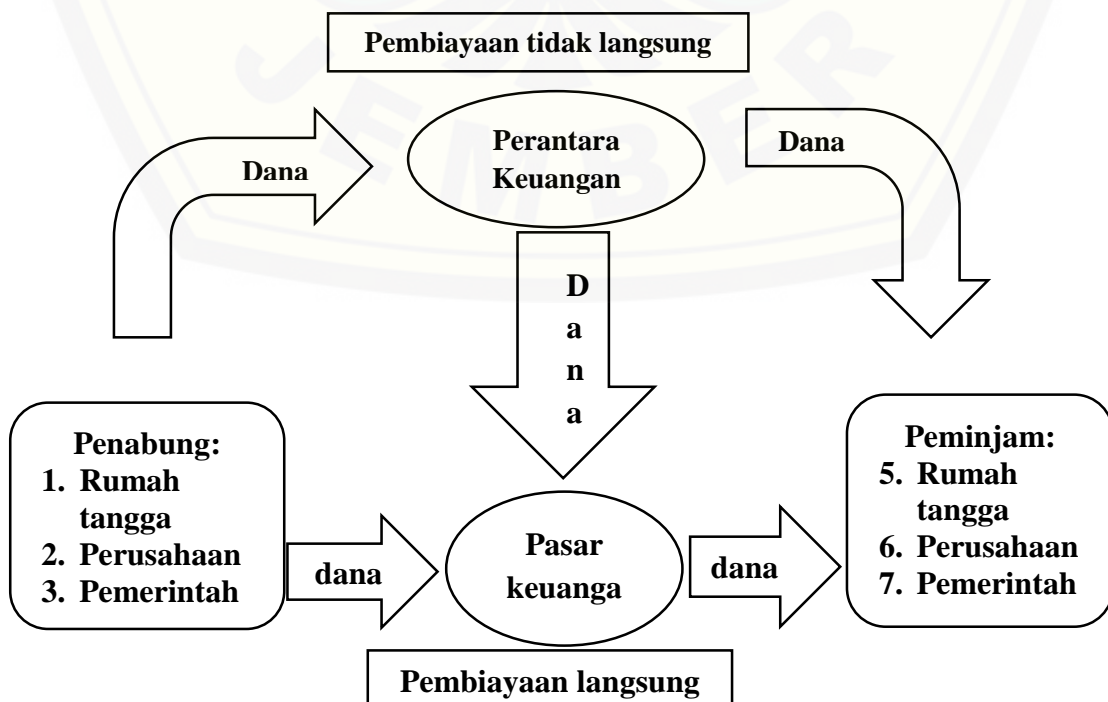 Pembiayaan tidak langsung
JEMBER
Perantara
Keuangan
Dana
Dana
D
a
n
a
Penabung:
1. Rumah
tangga
2. Perusahaan
3. Pemerintah
dana
Pasar
keuanga
dana
Peminjam:
5. Rumah
tangga
6. Perusahaan
7. Pemerintah
Pembiayaan langsung